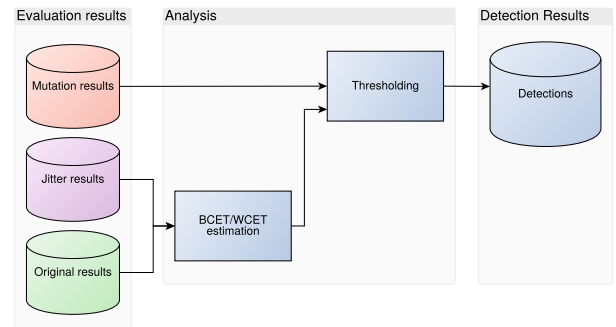 Evaluation results
Analysis
Detection Results
Mutation results
Thresholding
Detections
Jitter results
BCET/WCET
estimation
Original results